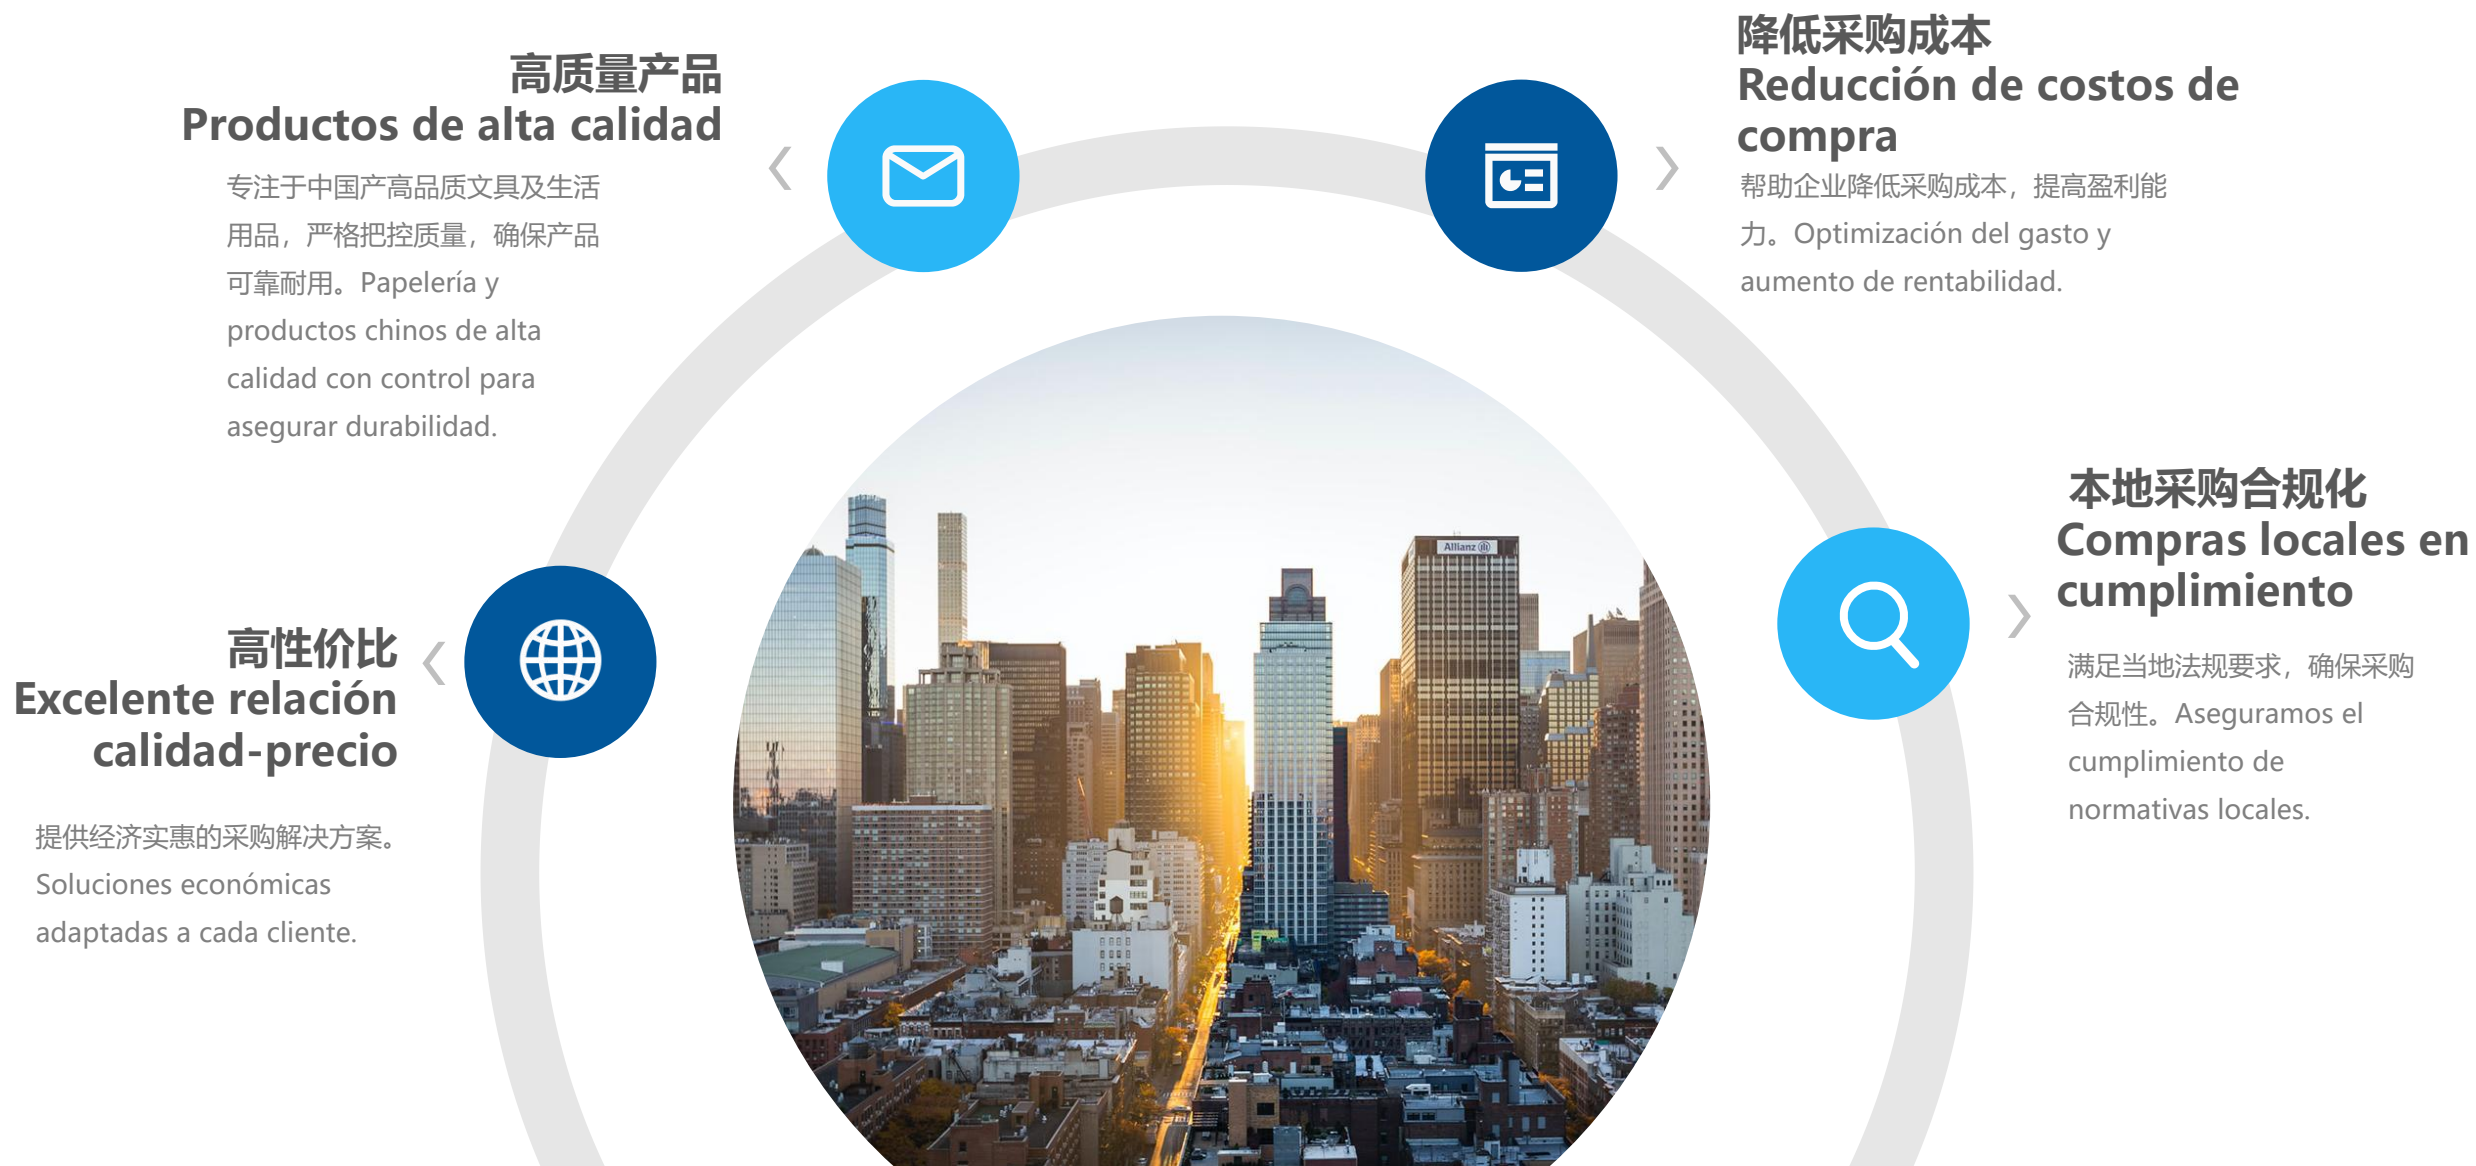 高质量产品
Productos de alta calidad
专注于中国产高品质文具及生活
用品，严格把控质量，确保产品
可靠耐用。Papelería y
productos chinos de alta
calidad con control para
asegurar durabilidad.
降低采购成本
Reducción de costos de
compra
帮助企业降低采购成本，提高盈利能
力。Optimización del gasto y
aumento de rentabilidad.
高性价比
Excelente relación
calidad-precio
提供经济实惠的采购解决方案。
Soluciones económicas
adaptadas a cada cliente.
本地采购合规化
Compras locales en
cumplimiento
满足当地法规要求，确保采购
合规性。Aseguramos el
cumplimiento de
normativas locales.
Allianz